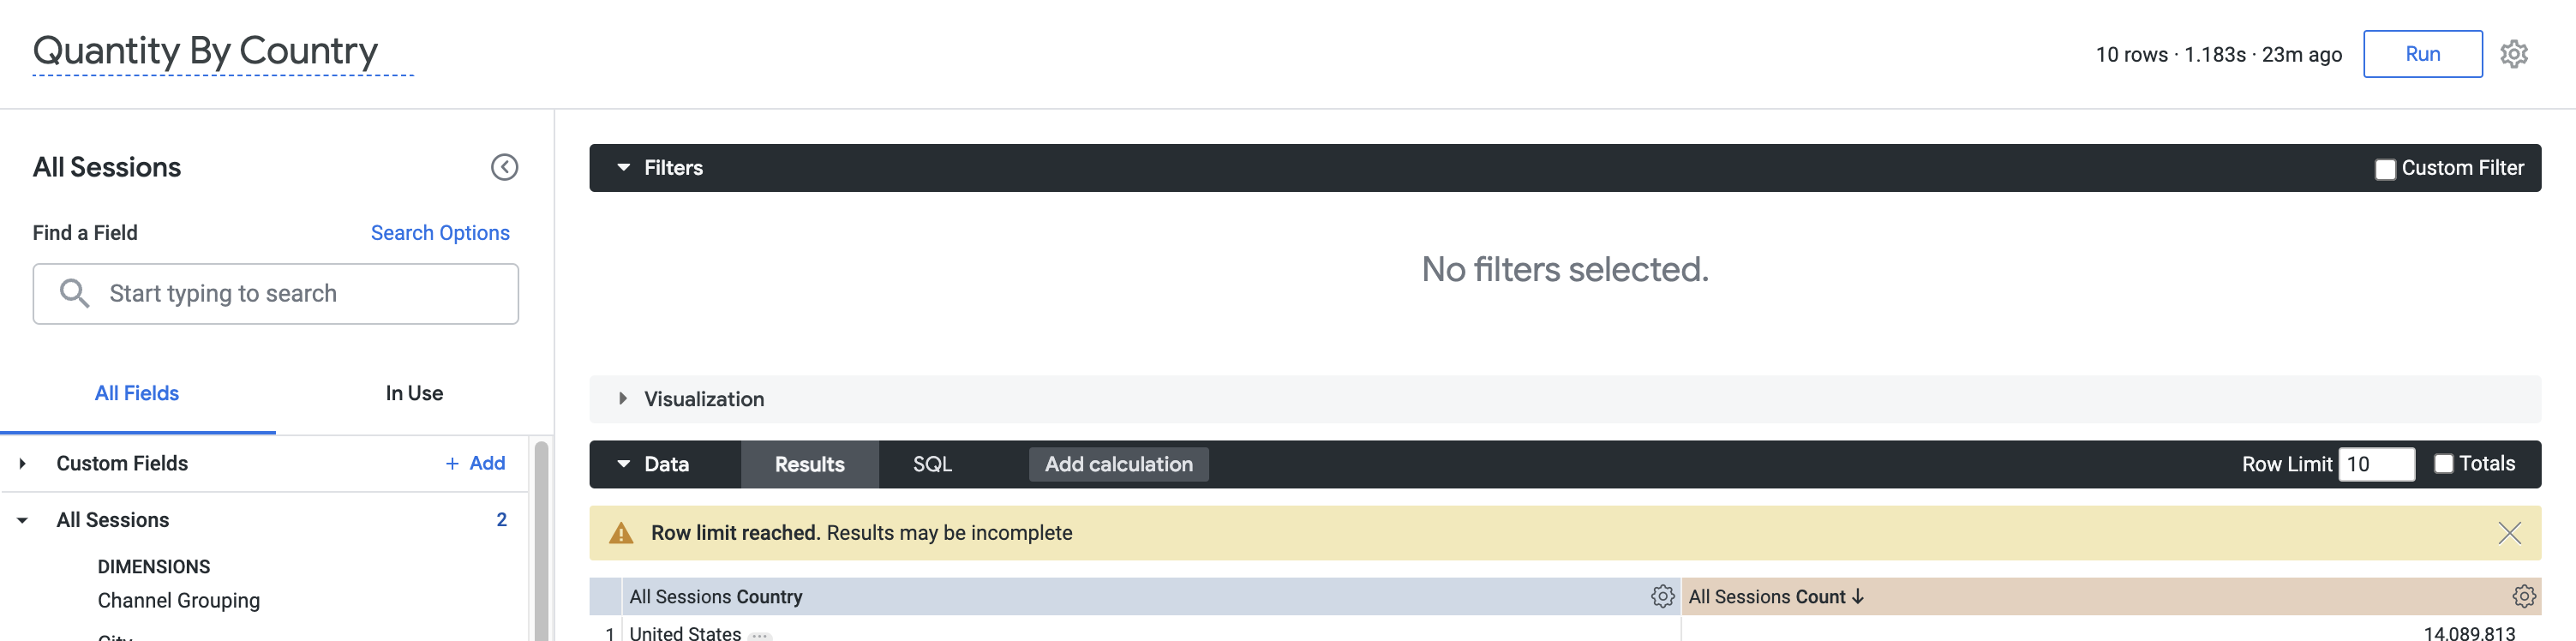 Quantity By Country
10 rows · 1.183s · 23m ago
Run
All Sessions
Find a Field
Search Options
Start typing to search
All Fields
In Use
Custom Fields
+ Add
All Sessions
2
DIMENSIONS
Channel Grouping
City
Filters
Custom Filter
No filters selected.
Visualization
Data
Results
SQL
Add calculation
Row Limit 10
Totals
Row limit reached. Results may be incomplete
All Sessions Country
All Sessions Count ↓
1 United States ...
14,089,813